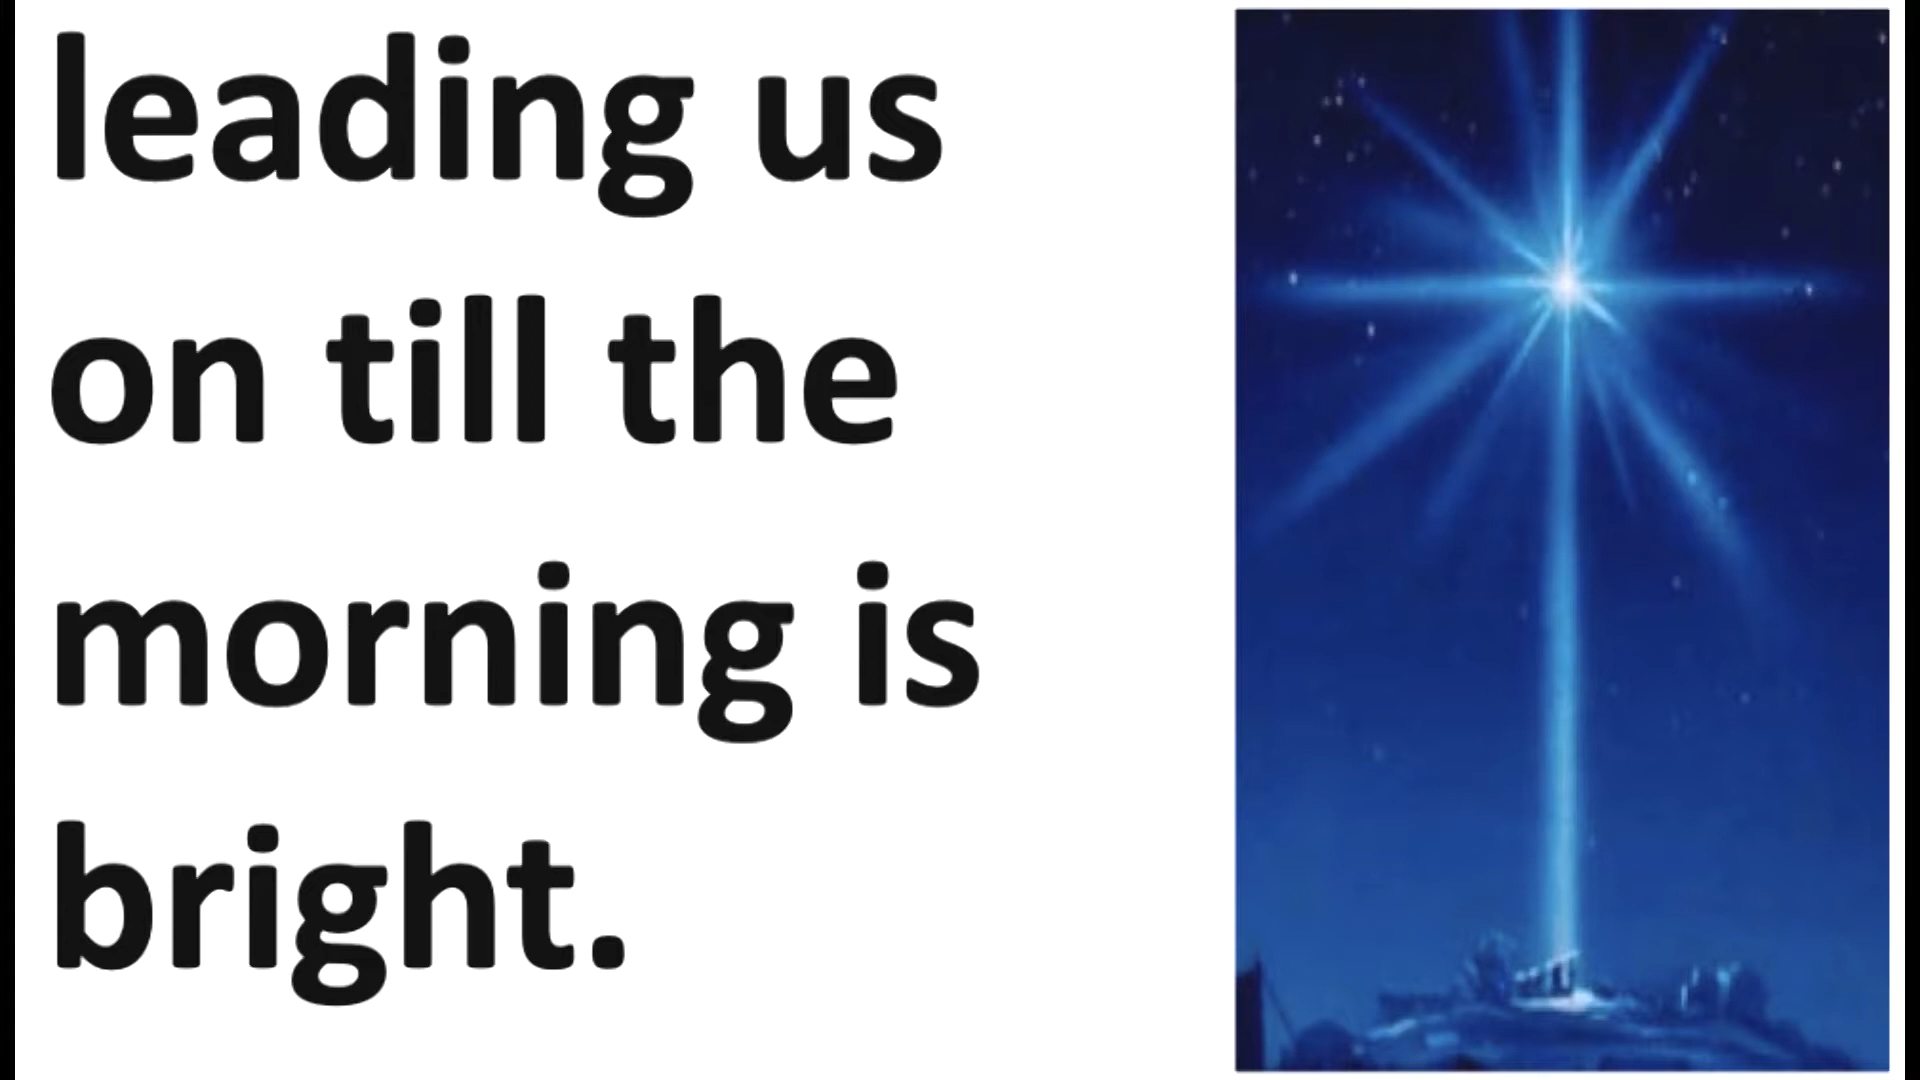 leading us
on till the
morning is
bright.